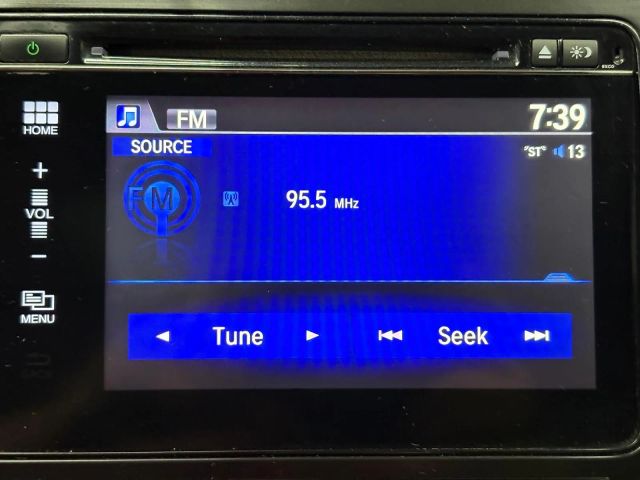 HOME
FM
7:39
SOURCE
"ST"
13
+
VOL
FM
95.5 MHz
−
MENU
Tune
Seek